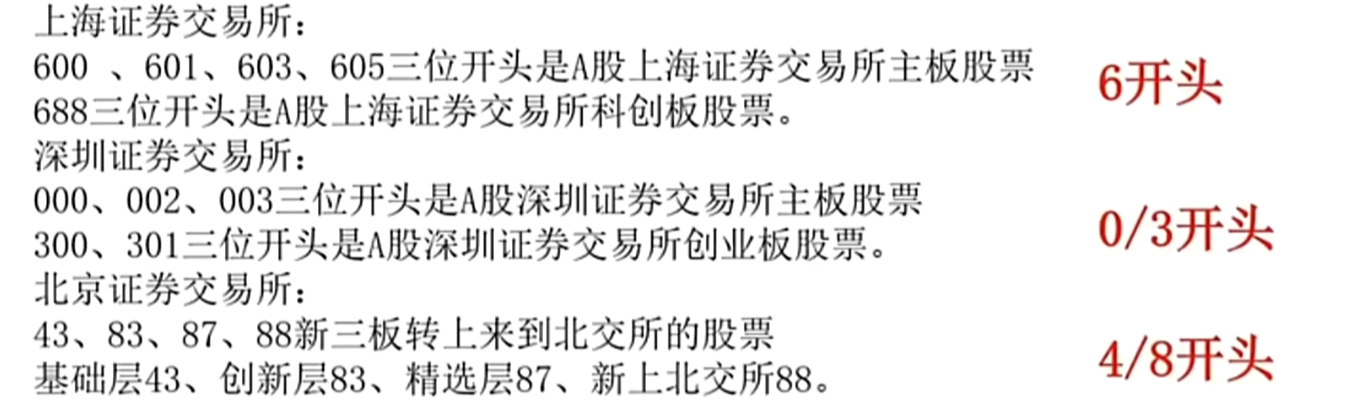 上海证券交易所：
600 、601、603、605三位开头是A股上海证券交易所主板股票
688三位开头是A股上海证券交易所科创板股票。
6开头
深圳证券交易所：
000、002、003三位开头是A股深圳证券交易所主板股票
300、301三位开头是A股深圳证券交易所创业板股票。
0/3开头
北京证券交易所：
43、83、87、88新三板转上来到北交所的股票
基础层43、创新层83、精选层87、新上北交所88。
4/8开头